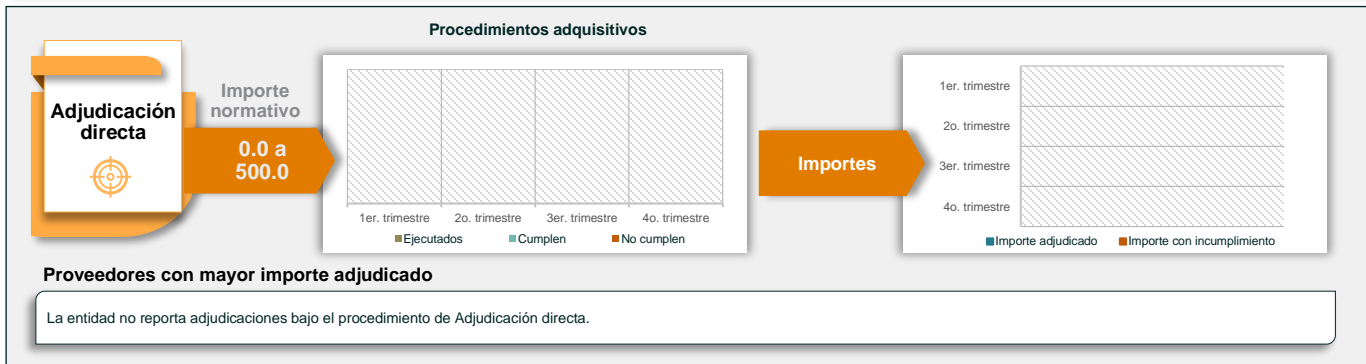 Procedimientos adquisitivos
Adjudicación
directa
Importe
normativo
0.0 a
500.0
1er. trimestre 2o. trimestre 3er. trimestre 4o. trimestre
Ejecutados Cumplen No cumplen
Importes
1er. trimestre
2o. trimestre
3er. trimestre
4o. trimestre
Importe adjudicado Importe con incumplimiento
Proveedores con mayor importe adjudicado
La entidad no reporta adjudicaciones bajo el procedimiento de Adjudicación directa.